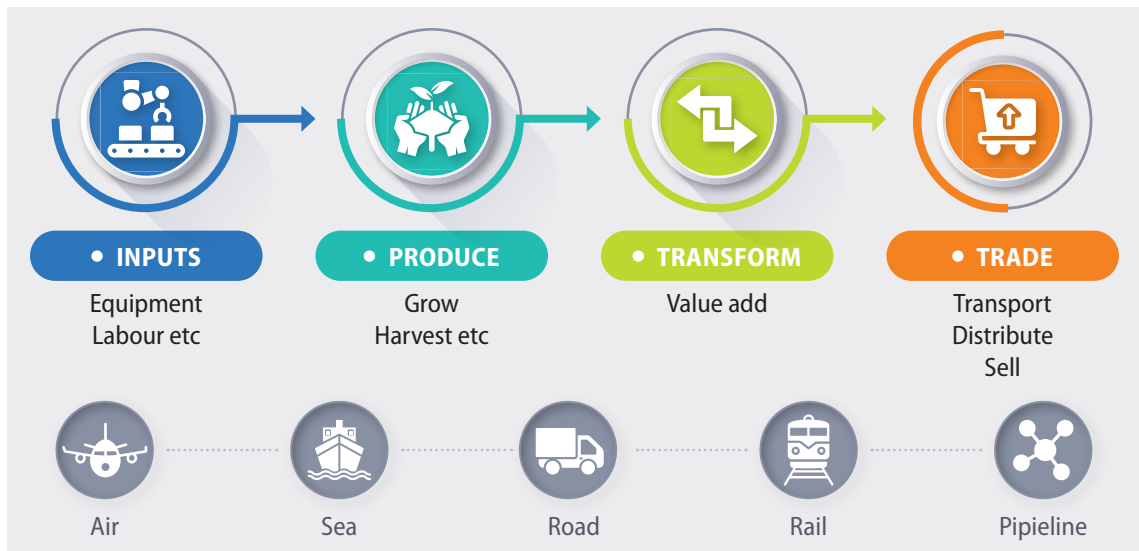 • INPUTS
• PRODUCE
• TRANSFORM
• TRADE
Equipment
Labour etc
Grow
Harvest etc
Value add
Transport
Distribute
Sell
Air
Sea
Road
Rail
Pipieline